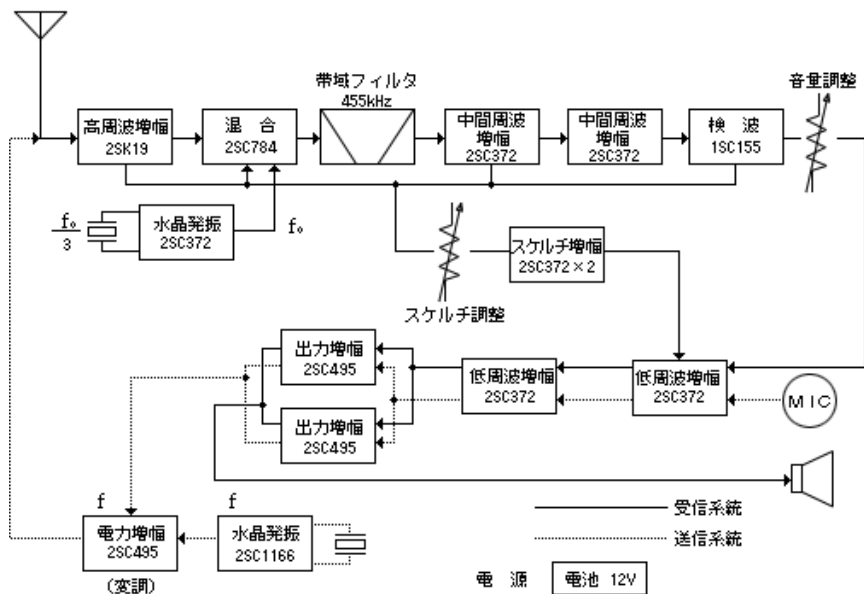 音量調整
帯域フィルタ
455kHz
高周波増幅
2SK19
混　合
2SC784
中間周波
増幅
2SC372
中間周波
増幅
2SC372
検　波
1SC155
f₀
3
水晶発振
2SC372
f₀
スケルチ増幅
2SC372×2
スケルチ調整
出力増幅
2SC495
低周波増幅
2SC372
低周波増幅
2SC372
MIC
出力増幅
2SC495
f
f
電力増幅
2SC495
(変調)
水晶発振
2SC1166
受信系統
送信系統
電　源
電池 12V